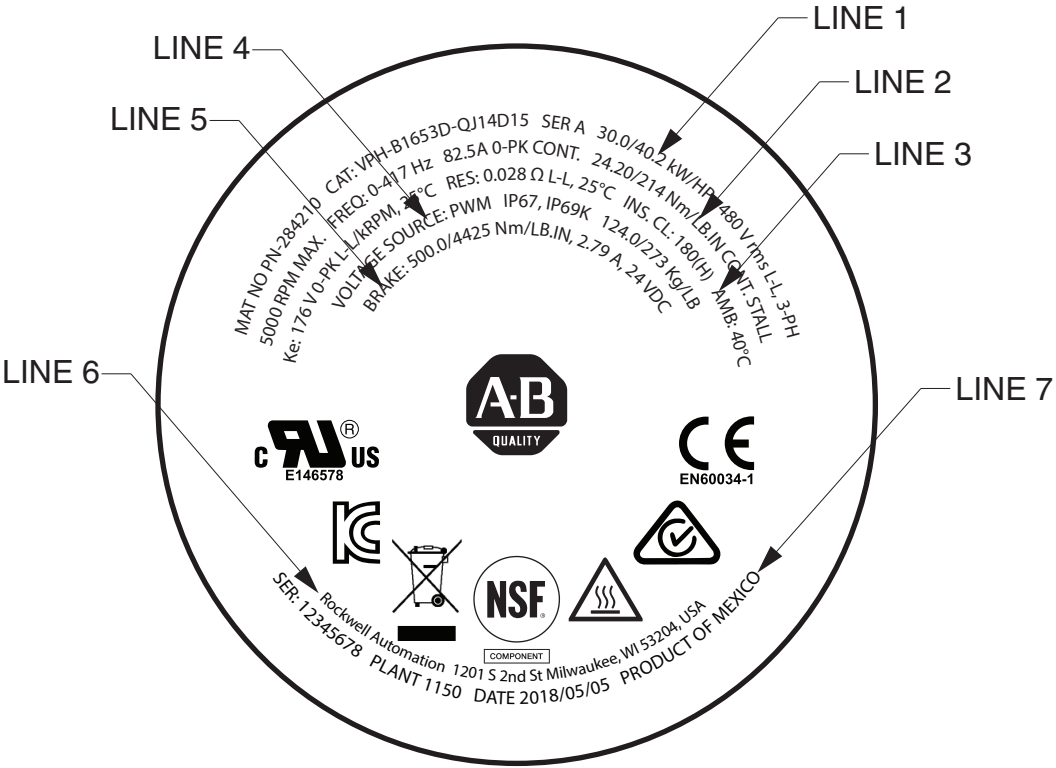 LINE 1
LINE 4
LINE 2
LINE 5
LINE 3
MAT NO PN-284210 CAT: VPH-B1653D-QJ14D15 SER A 30.0/40.2 kW/HP 480 V rms L-L, 3-PH
5000 RPM MAX. FREQ: 0-417 Hz 82.5A 0-PK CONT. 24.20/214 Nm/LB.IN CONT. STALL
Ke: 176 V 0-PK L-L/kRPM, 25°C RES: 0.028 Ω L-L, 25°C INS. CL: 180(H) AMB: 40°C
VOLTAGE SOURCE: PWM IP67, IP69K 124.0/273 Kg/LB
BRAKE: 500.0/4425 Nm/LB.IN, 2.79 A, 24 VDC
LINE 6
LINE 7
A-B
QUALITY
C RU ® US
E146578
CE
EN60034-1
KC
NSF®
COMPONENT
Rockwell Automation 1201 S 2nd St Milwaukee, WI 53204, USA
SER: 12345678 PLANT 1150 DATE 2018/05/05 PRODUCT OF MEXICO